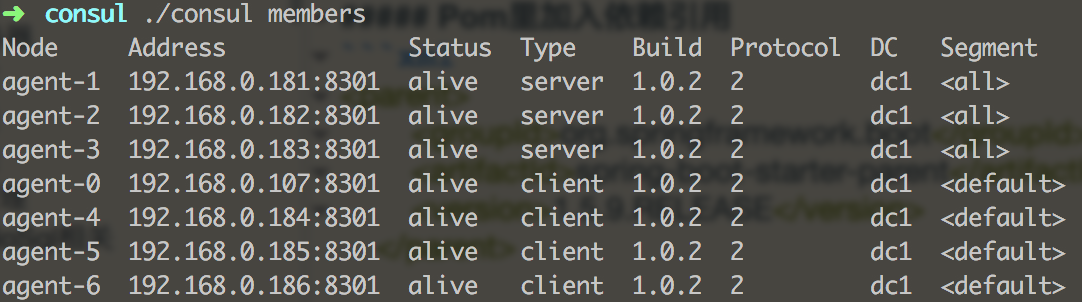 ➜ consul ./consul members
Node Address Status Type Build Protocol DC Segment
agent-1 192.168.0.181:8301 alive server 1.0.2 2 dc1 <all>
agent-2 192.168.0.182:8301 alive server 1.0.2 2 dc1 <all>
agent-3 192.168.0.183:8301 alive server 1.0.2 2 dc1 <all>
agent-0 192.168.0.107:8301 alive client 1.0.2 2 dc1 <default>
agent-4 192.168.0.184:8301 alive client 1.0.2 2 dc1 <default>
agent-5 192.168.0.185:8301 alive client 1.0.2 2 dc1 <default>
agent-6 192.168.0.186:8301 alive client 1.0.2 2 dc1 <default>